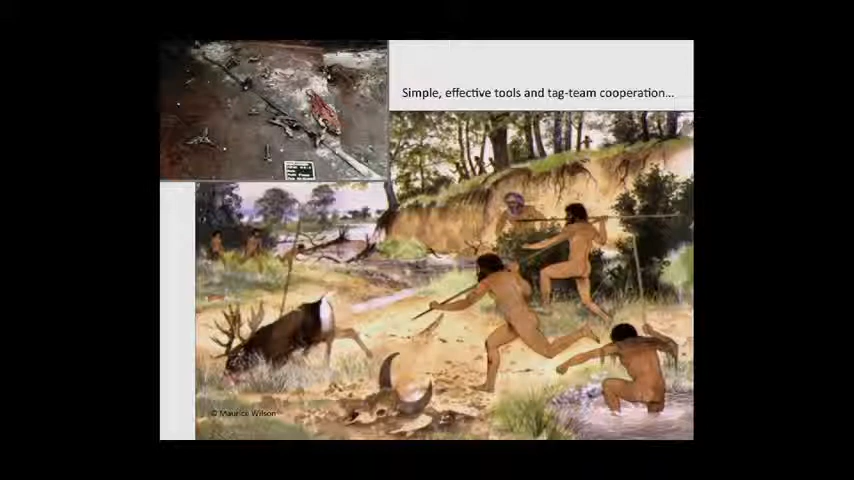 Simple, effective tools and tag-team cooperation...
© Maurice Wilson